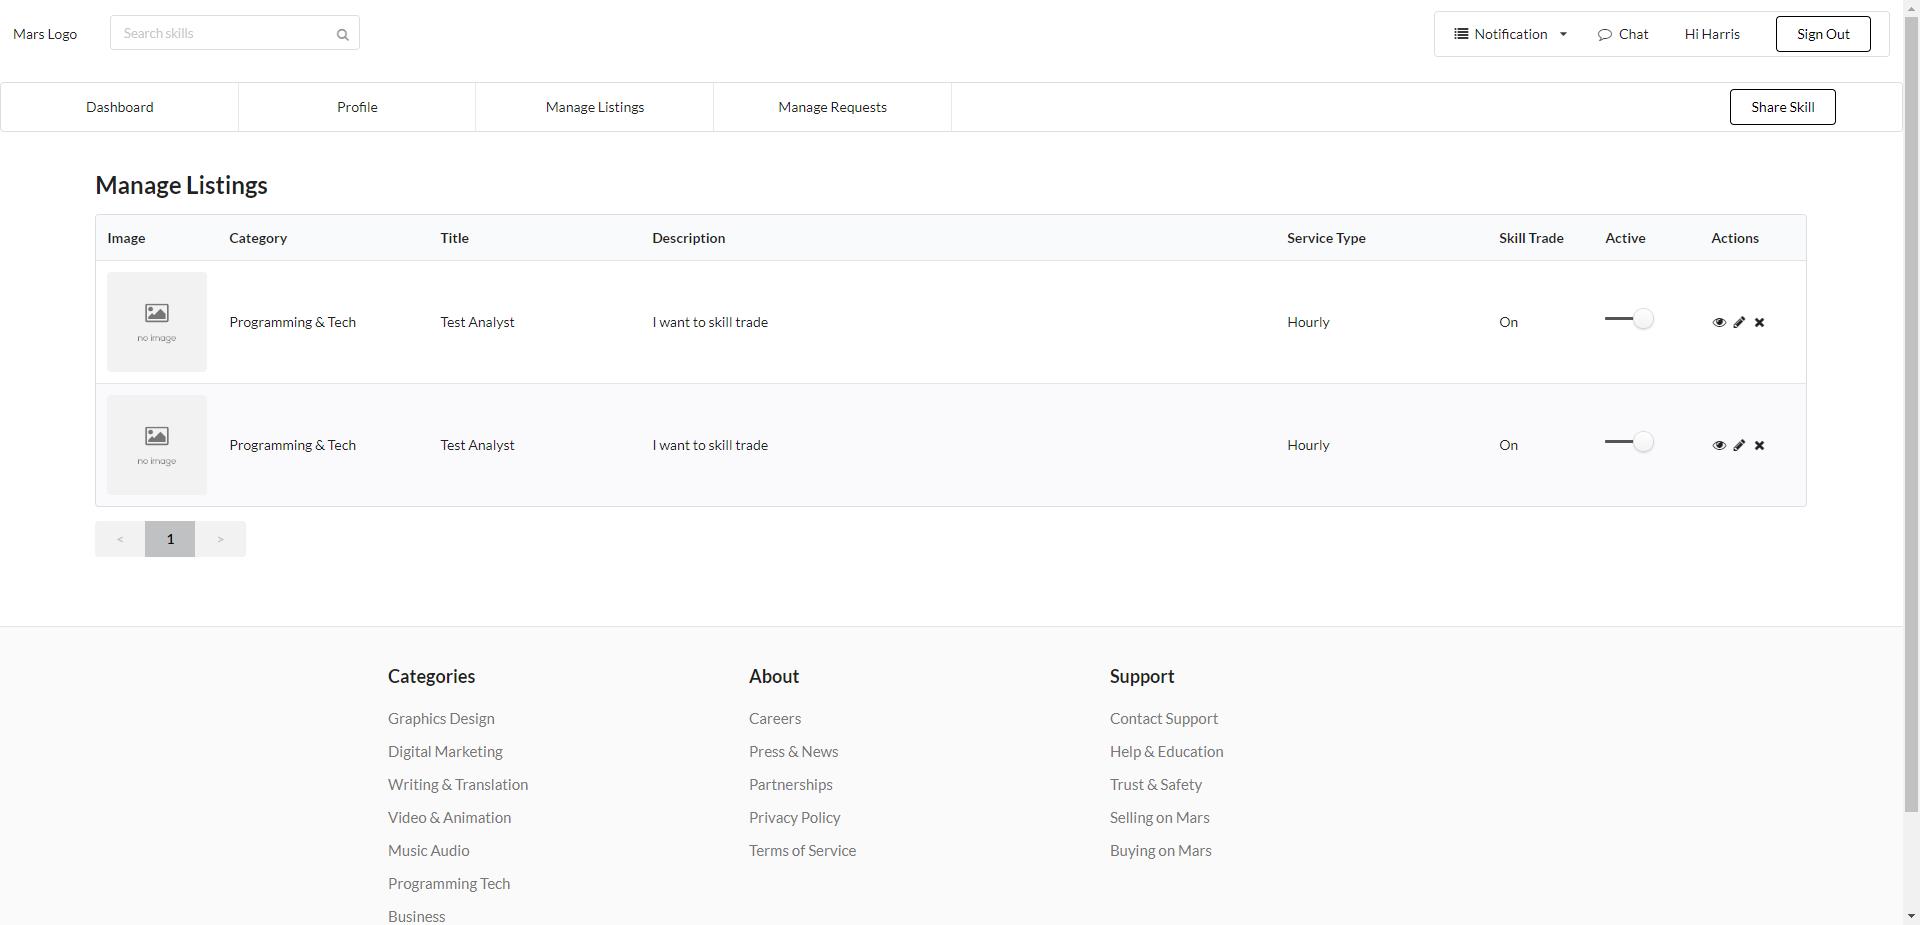 Mars Logo Search skills Notification Chat Hi Harris Sign Out
Dashboard Profile Manage Listings Manage Requests Share Skill
Manage Listings
Image Category Title Description Service Type Skill Trade Active Actions
no image Programming & Tech Test Analyst I want to skill trade Hourly On
no image Programming & Tech Test Analyst I want to skill trade Hourly On
< 1 >
Categories
Graphics Design
Digital Marketing
Writing & Translation
Video & Animation
Music Audio
Programming Tech
Business
About
Careers
Press & News
Partnerships
Privacy Policy
Terms of Service
Support
Contact Support
Help & Education
Trust & Safety
Selling on Mars
Buying on Mars